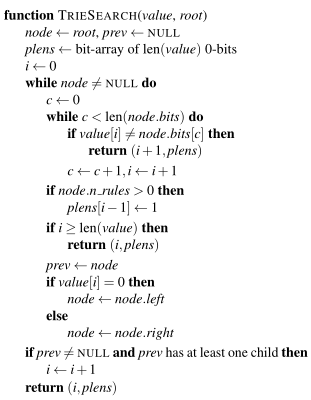 function TRIESEARCH(value, root)
node ← root, prev ← NULL
plens ← bit-array of len(value) 0-bits
i ← 0
while node ≠ NULL do
c ← 0
while c < len(node.bits) do
if value[i] ≠ node.bits[c] then
return (i+1, plens)
c ← c+1, i ← i+1
if node.n_rules > 0 then
plens[i−1] ← 1
if i ≥ len(value) then
return (i, plens)
prev ← node
if value[i] = 0 then
node ← node.left
else
node ← node.right
if prev ≠ NULL and prev has at least one child then
i ← i+1
return (i, plens)